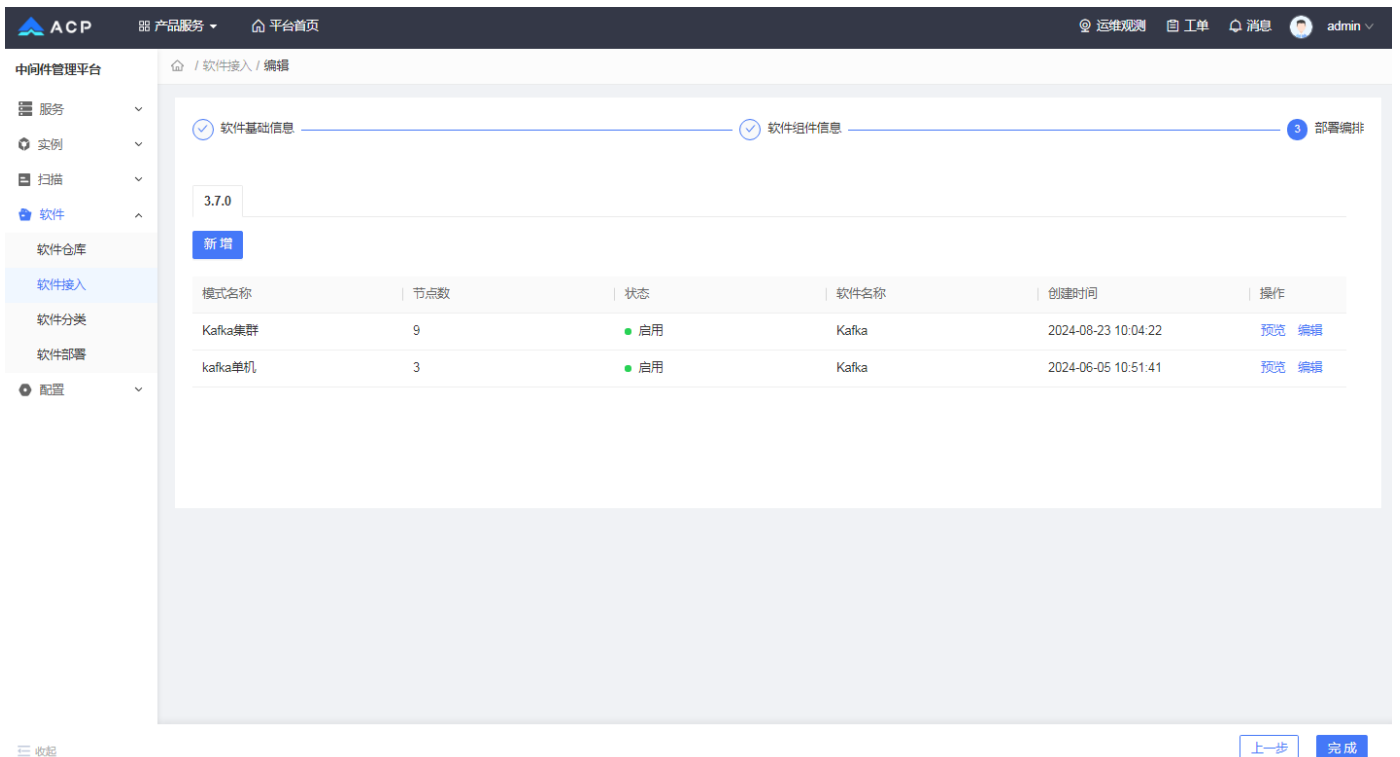 ACP 产品服务 平台首页 运维观测 工单 消息 admin
中间件管理平台
/ 软件接入 / 编辑
服务
实例
扫描
软件
软件仓库
软件接入
软件分类
软件部署
配置
收起
软件基础信息 软件组件信息 3 部署编排
3.7.0
新增
模式名称 节点数 状态 软件名称 创建时间 操作
Kafka集群 9 启用 Kafka 2024-08-23 10:04:22 预览 编辑
kafka单机 3 启用 Kafka 2024-06-05 10:51:41 预览 编辑
上一步 完成